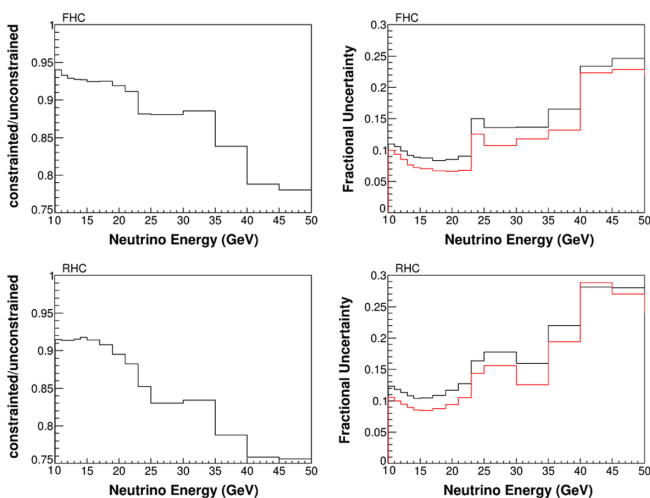 FHC
constrainted/unconstrained
1
0.95
0.9
0.85
0.8
0.75
10 15 20 25 30 35 40 45 50
Neutrino Energy (GeV)
FHC
Fractional Uncertainty
0.3
0.25
0.2
0.15
0.1
0.05
0
10 15 20 25 30 35 40 45 50
Neutrino Energy (GeV)
RHC
constrainted/unconstrained
1
0.95
0.9
0.85
0.8
0.75
10 15 20 25 30 35 40 45 50
Neutrino Energy (GeV)
RHC
Fractional Uncertainty
0.3
0.25
0.2
0.15
0.1
0.05
0
10 15 20 25 30 35 40 45 50
Neutrino Energy (GeV)